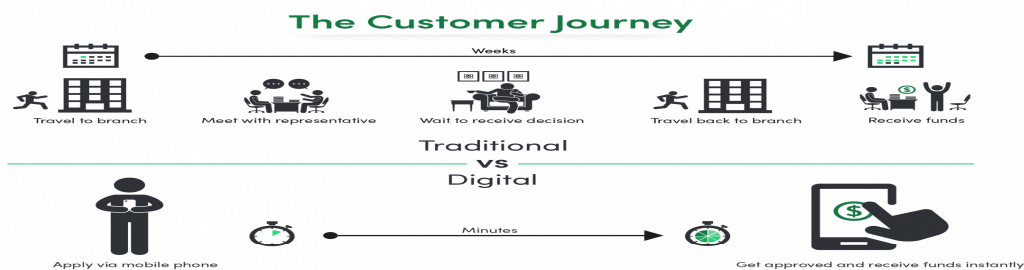 The Customer Journey
Weeks
Travel to branch
Meet with representative
Wait to receive decision
Travel back to branch
Receive funds
Traditional
vs
Digital
Minutes
Apply via mobile phone
Get approved and receive funds instantly